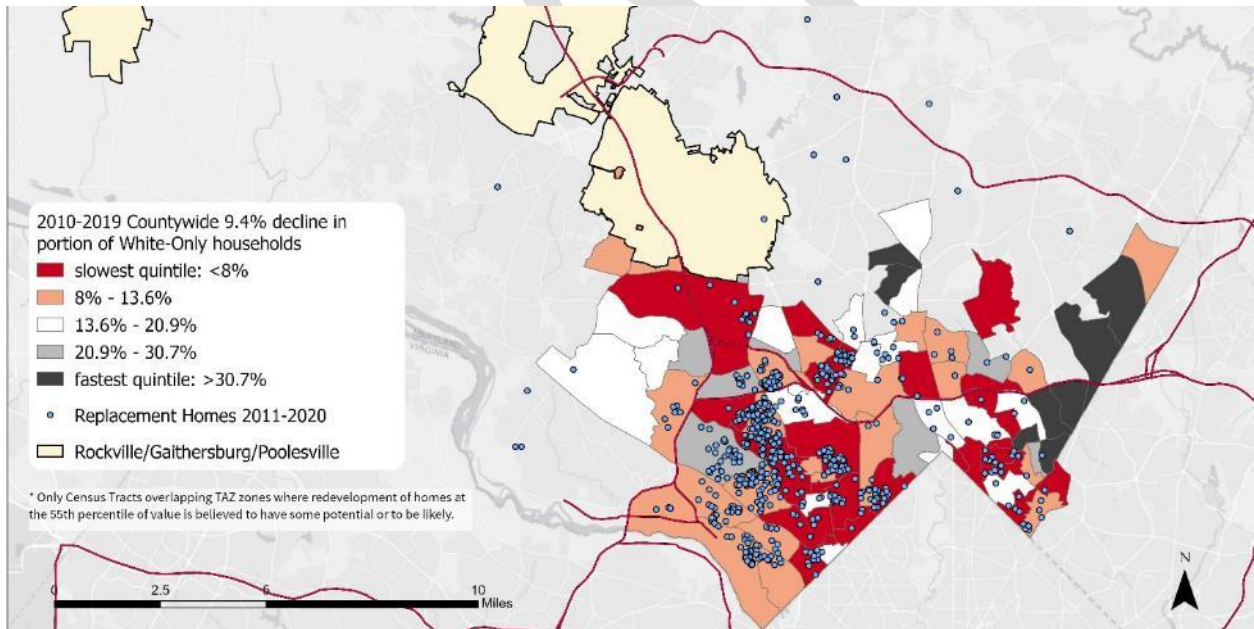 2010-2019 Countywide 9.4% decline in
portion of White-Only households
slowest quintile: <8%
8% - 13.6%
13.6% - 20.9%
20.9% - 30.7%
fastest quintile: >30.7%
Replacement Homes 2011-2020
Rockville/Gaithersburg/Poolesville
* Only Census Tracts overlapping TAZ zones where redevelopment of homes at
the 55th percentile of value is believed to have some potential or to be likely.
MARYLAND
VIRGINIA
N
0 2.5 5 10
Miles